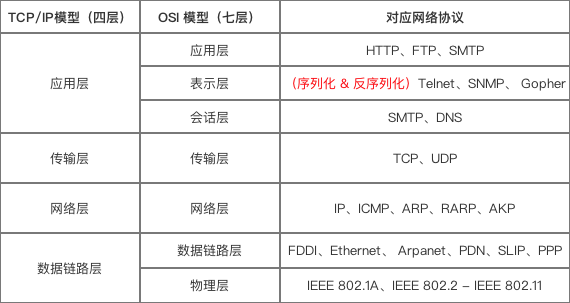 TCP/IP模型（四层） OSI 模型（七层） 对应网络协议
应用层 应用层 HTTP、FTP、SMTP
表示层 （序列化 & 反序列化）Telnet、SNMP、 Gopher
会话层 SMTP、DNS
传输层 传输层 TCP、UDP
网络层 网络层 IP、ICMP、ARP、RARP、AKP
数据链路层 数据链路层 FDDI、Ethernet、 Arpanet、PDN、SLIP、PPP
物理层 IEEE 802.1A、IEEE 802.2 – IEEE 802.11